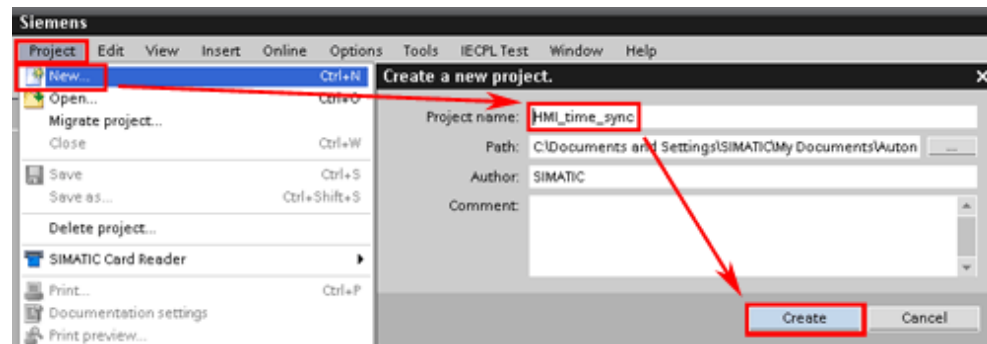 Siemens
Project Edit View Insert Online Options Tools IECPL Test Window Help
New... Ctrl+N
Open... Ctrl+O
Migrate project...
Close Ctrl+W
Save Ctrl+S
Save as... Ctrl+Shift+S
Delete project...
SIMATIC Card Reader
Print... Ctrl+P
Documentation settings
Print preview...
Create a new project.
Project name: HMI_time_sync
Path: C:\Documents and Settings\SIMATIC\My Documents\Autom ...
Author: SIMATIC
Comment:
Create Cancel